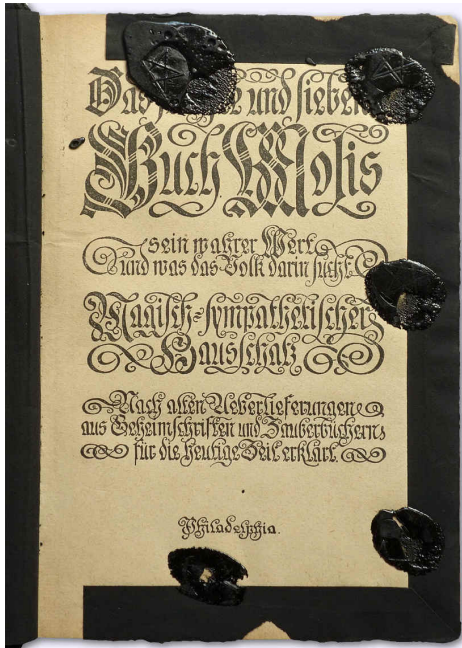 Das und sieben
Buch Mosis
sein wahrer Wert
und was das Volk darin sucht.
Magisch=sympathetischer
Hausschatz
Nach alten Ueberlieferungen
aus Geheimschriften und Zauberbüchern
für die heutige Zeit erklärt.
Philadelphia.